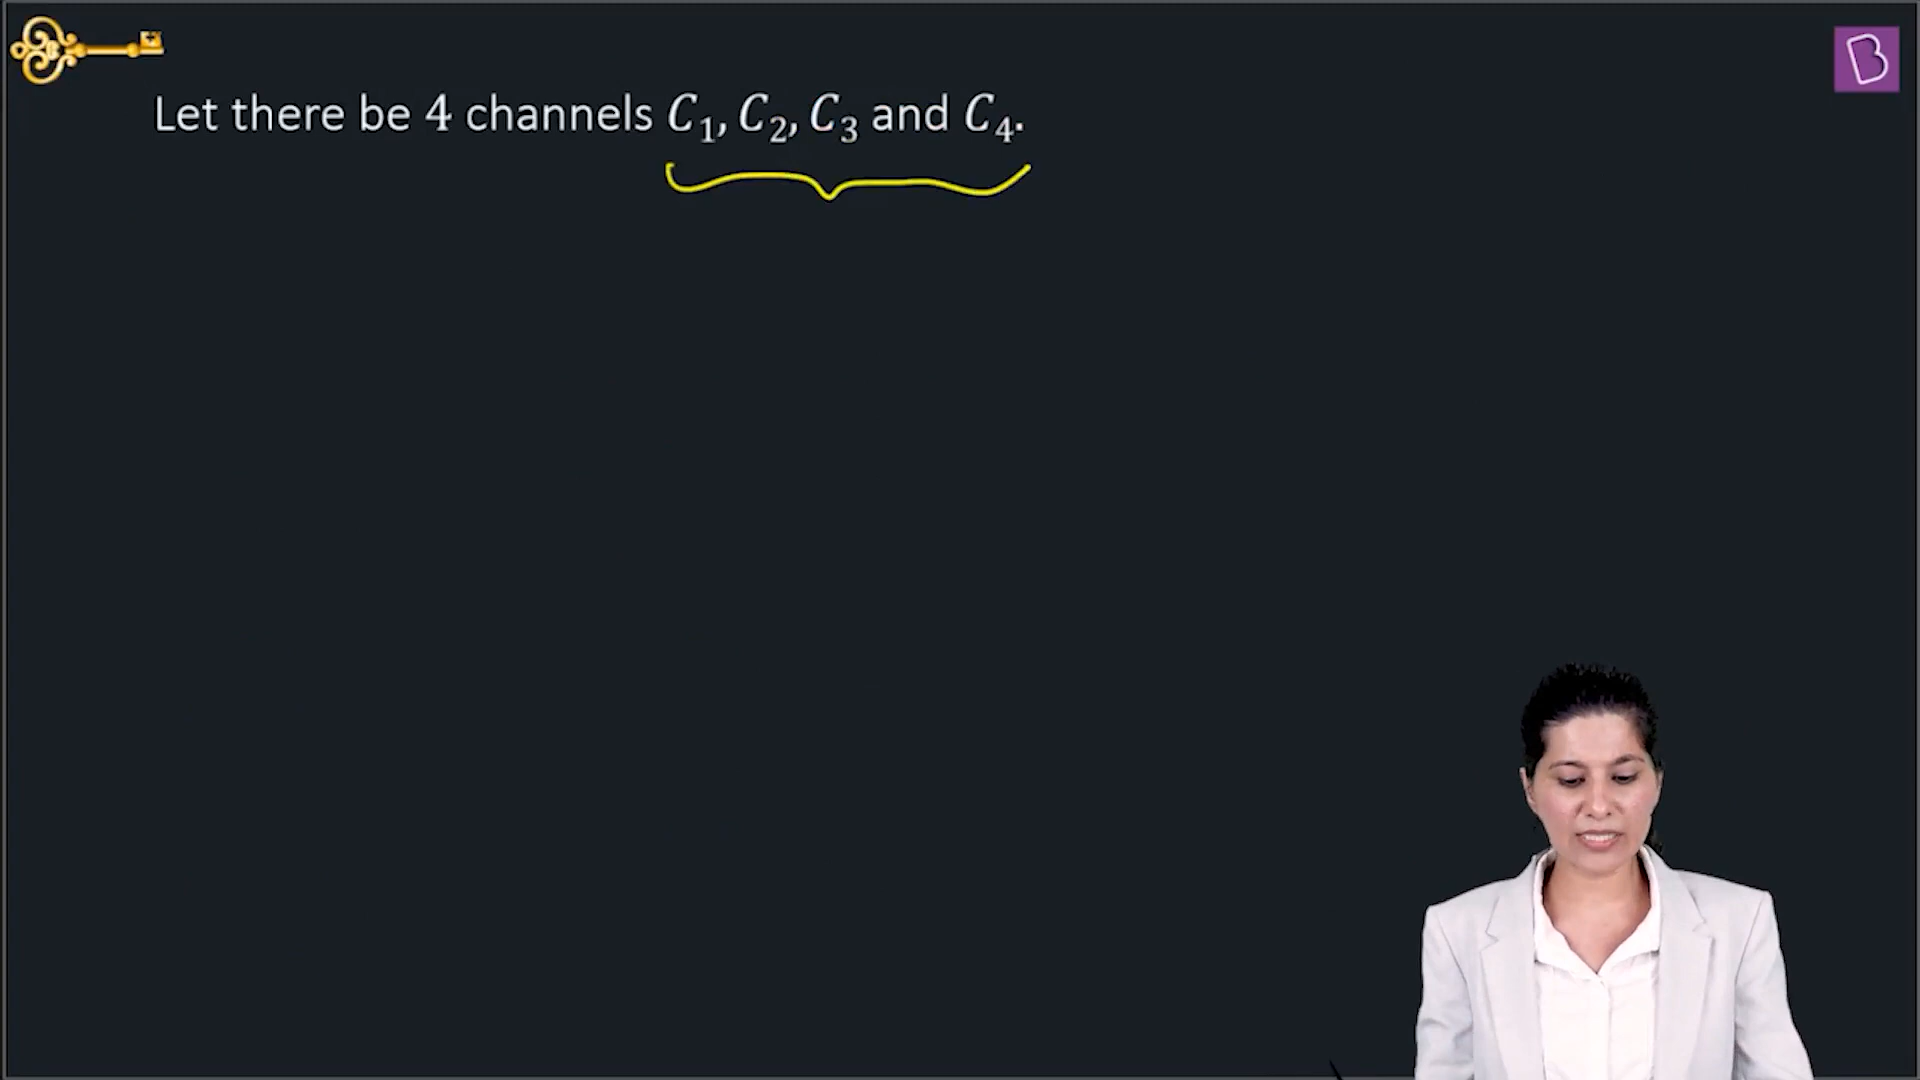 Let there be 4 channels C₁, C₂, C₃ and C₄.
B